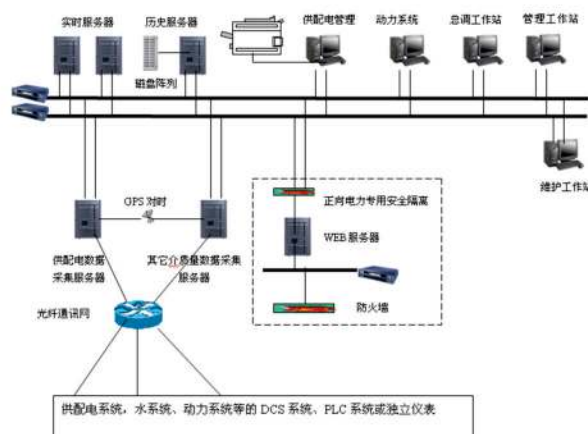 实时服务器
历史服务器
供配电管理
动力系统
总调工作站
管理工作站
磁盘阵列
维护工作站
GPS 对时
正向电力专用安全隔离
WEB 服务器
供配电数据
采集服务器
其它介质量数据采集
服务器
防火墙
光纤通讯网
供配电系统，水系统、动力系统等的 DCS 系统、PLC 系统或独立仪表